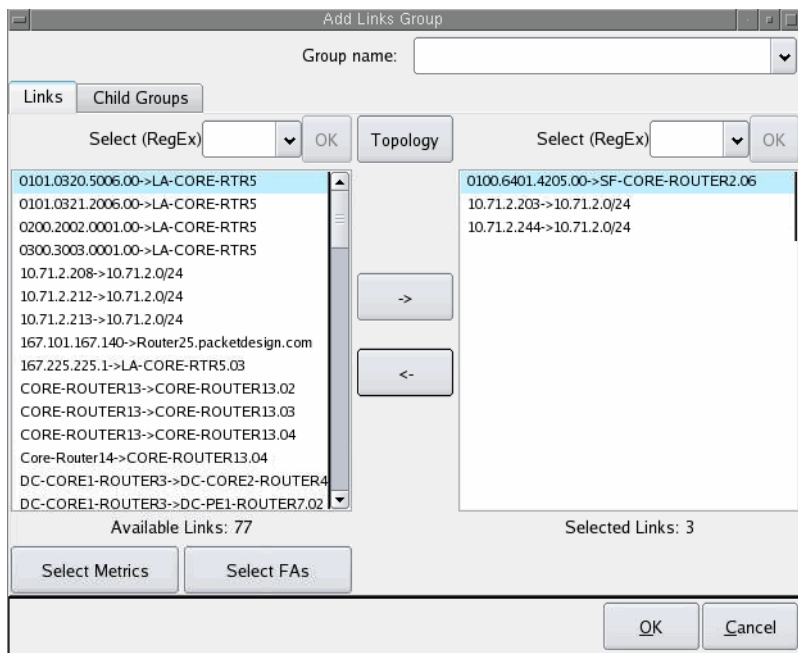 Add Links Group
Group name:
Links
Child Groups
Select (RegEx)
OK
Topology
Select (RegEx)
OK
0101.0320.5006.00->LA-CORE-RTR5
0101.0321.2006.00->LA-CORE-RTR5
0200.2002.0001.00->LA-CORE-RTR5
0300.3003.0001.00->LA-CORE-RTR5
10.71.2.208->10.71.2.0/24
10.71.2.212->10.71.2.0/24
10.71.2.213->10.71.2.0/24
167.101.167.140->Router25.packetdesign.com
167.225.225.1->LA-CORE-RTR5.03
CORE-ROUTER13->CORE-ROUTER13.02
CORE-ROUTER13->CORE-ROUTER13.03
CORE-ROUTER13->CORE-ROUTER13.04
Core-Router14->CORE-ROUTER13.04
DC-CORE1-ROUTER3->DC-CORE2-ROUTER4
DC-CORE1-ROUTER3->DC-PE1-ROUTER7.02
->
<-
0100.6401.4205.00->SF-CORE-ROUTER2.06
10.71.2.203->10.71.2.0/24
10.71.2.244->10.71.2.0/24
Available Links: 77
Selected Links: 3
Select Metrics
Select FAs
OK
Cancel